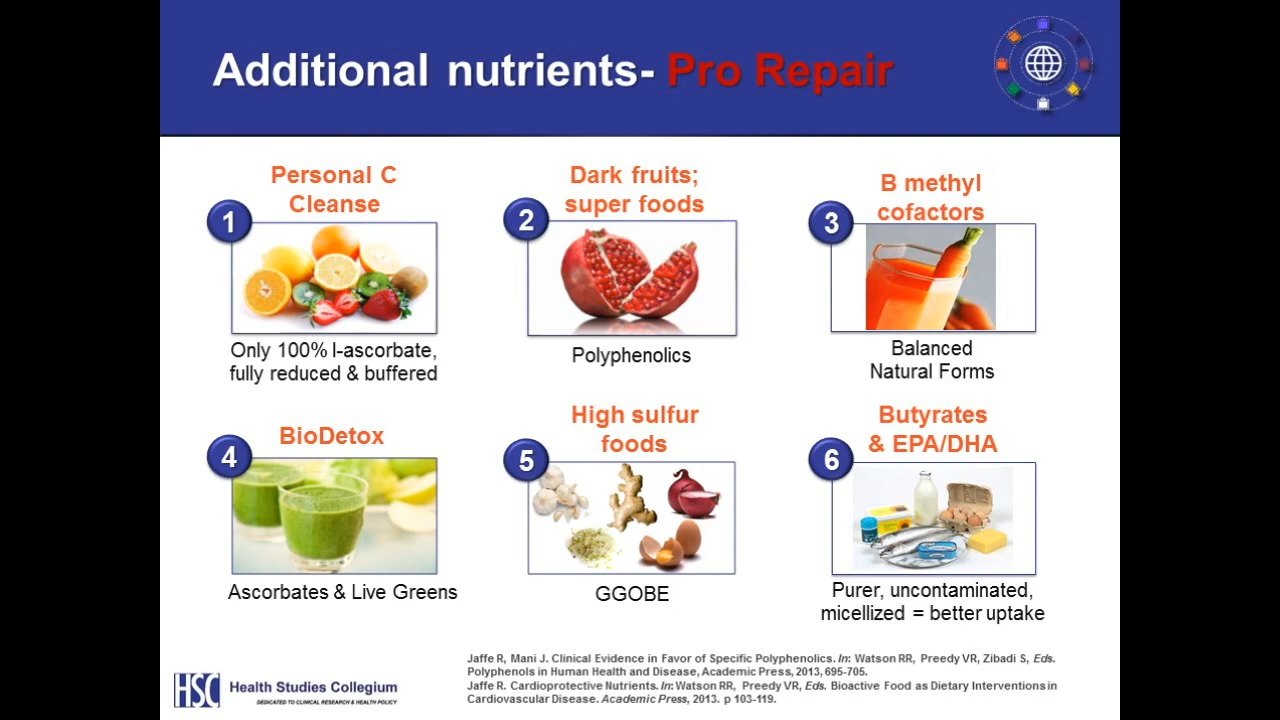 Additional nutrients- Pro Repair
Personal C
Cleanse
1
Only 100% l-ascorbate,
fully reduced & buffered
Dark fruits;
super foods
2
Polyphenolics
B methyl
cofactors
3
Balanced
Natural Forms
BioDetox
4
Ascorbates & Live Greens
High sulfur
foods
5
GGOBE
Butyrates
& EPA/DHA
6
Purer, uncontaminated,
micellized = better uptake
HSC Health Studies Collegium
DEDICATED TO CLINICAL RESEARCH & HEALTH POLICY
Jaffe R, Mani J. Clinical Evidence in Favor of Specific Polyphenolics. In: Watson RR, Preedy VR, Zibadi S, Eds.
Polyphenols in Human Health and Disease, Academic Press, 2013, 695-705.
Jaffe R. Cardioprotective Nutrients. In: Watson RR, Preedy VR, Eds. Bioactive Food as Dietary Interventions in
Cardiovascular Disease. Academic Press, 2013. p 103-119.